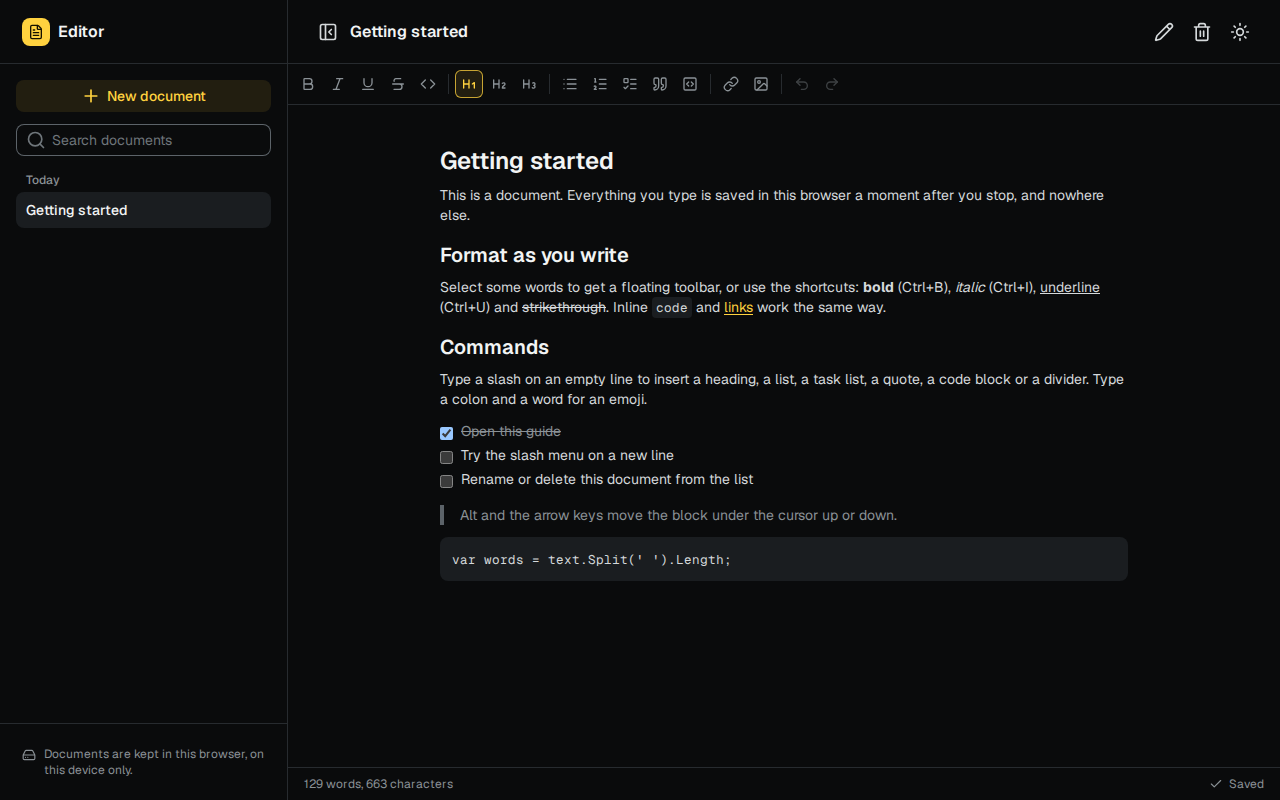 Editor
Getting started
New document
Search documents
Today
Getting started
H1 H2 H3
Getting started
This is a document. Everything you type is saved in this browser a moment after you stop, and nowhere
else.
Format as you write
Select some words to get a floating toolbar, or use the shortcuts: bold (Ctrl+B), italic (Ctrl+I), underline
(Ctrl+U) and strikethrough. Inline code and links work the same way.
Commands
Type a slash on an empty line to insert a heading, a list, a task list, a quote, a code block or a divider. Type
a colon and a word for an emoji.
Open this guide
Try the slash menu on a new line
Rename or delete this document from the list
Alt and the arrow keys move the block under the cursor up or down.
var words = text.Split(' ').Length;
Documents are kept in this browser, on
this device only.
129 words, 663 characters
Saved